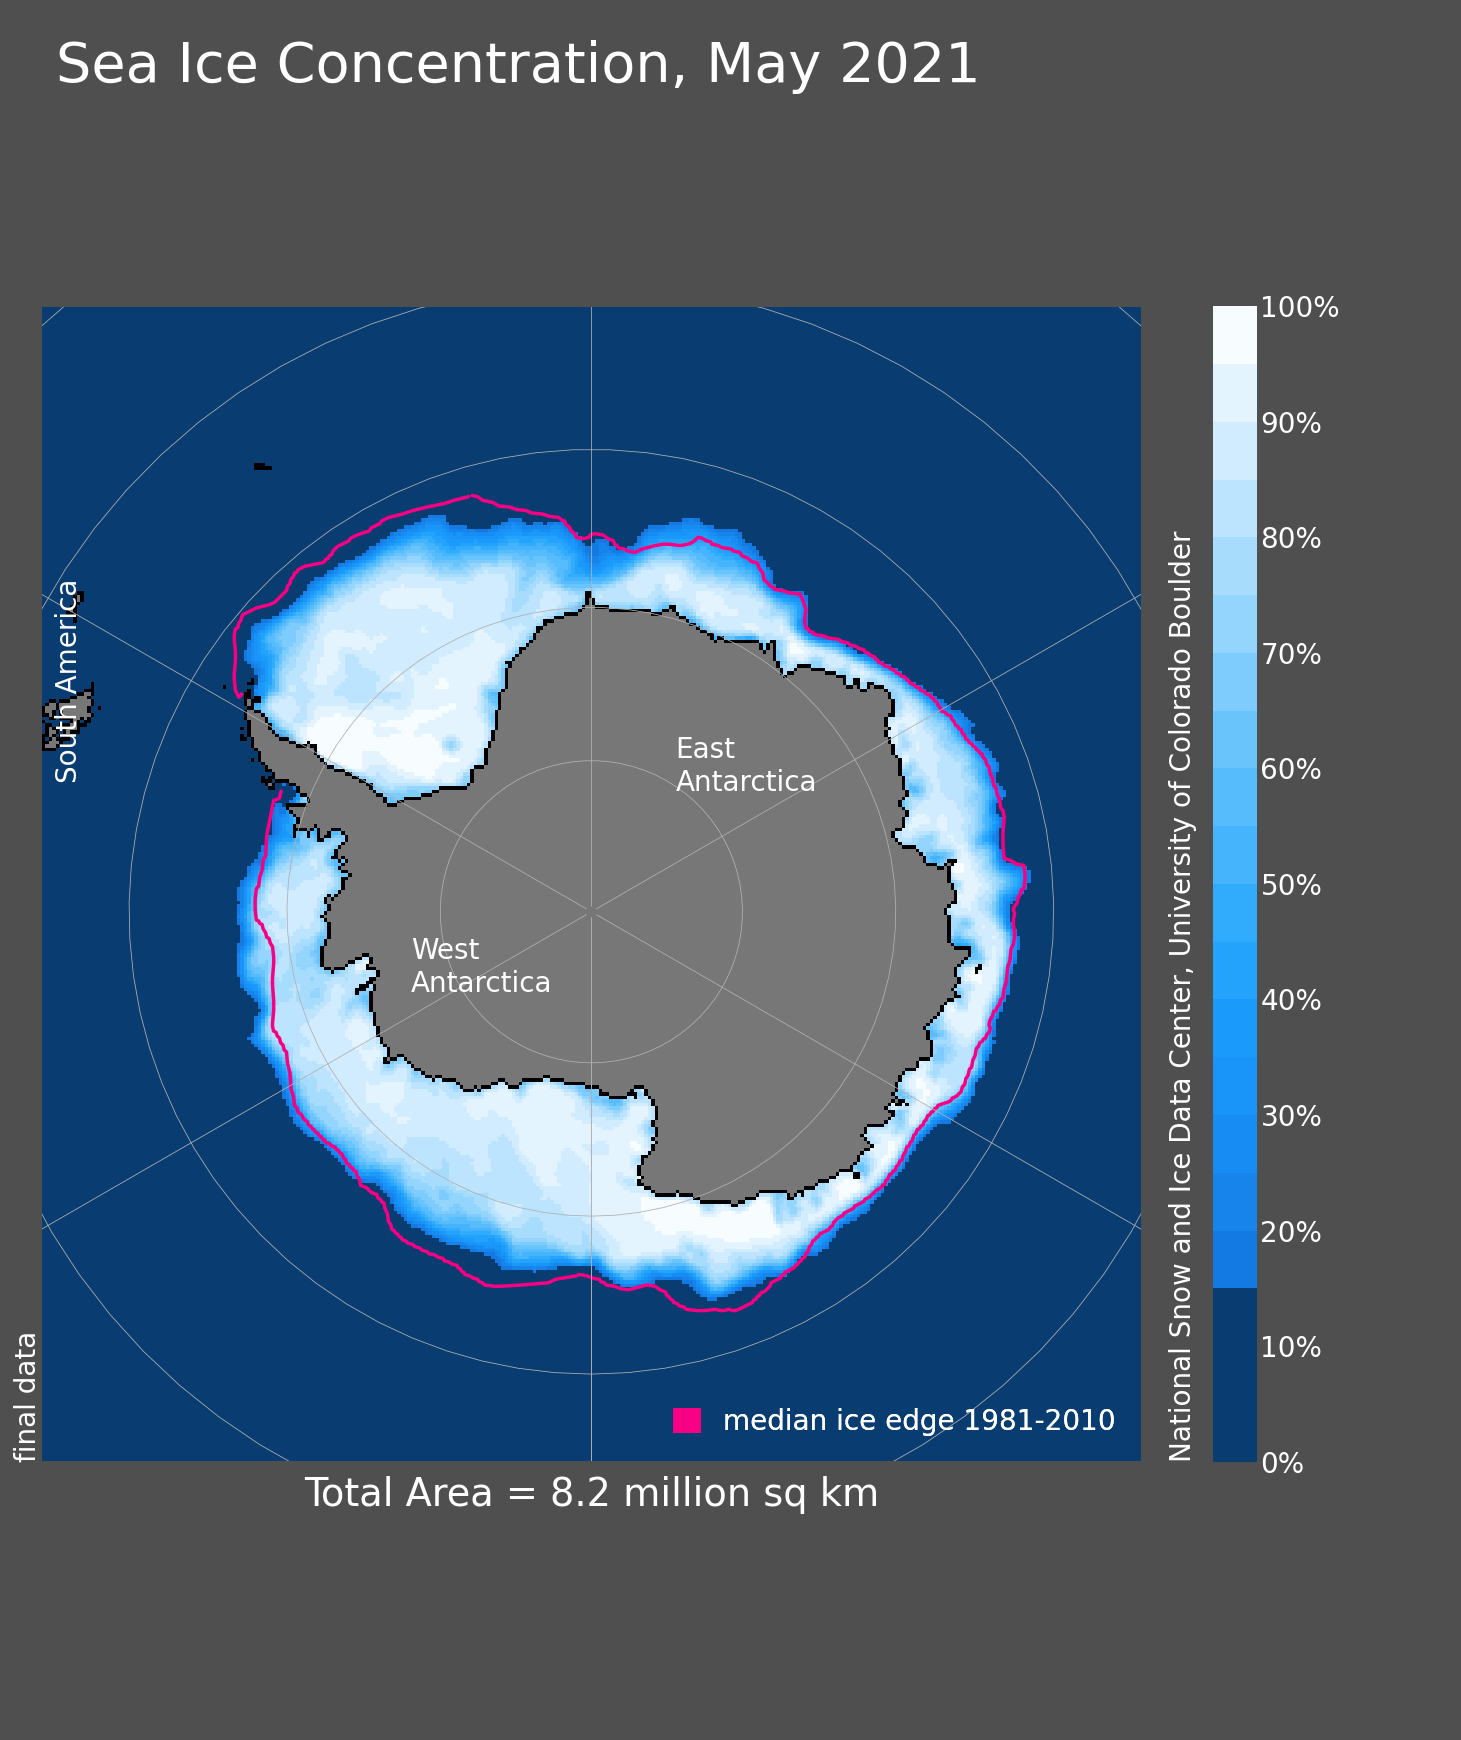 Sea Ice Concentration, May 2021
South America
East
Antarctica
West
Antarctica
median ice edge 1981-2010
final data
Total Area = 8.2 million sq km
National Snow and Ice Data Center, University of Colorado Boulder
100%
90%
80%
70%
60%
50%
40%
30%
20%
10%
0%